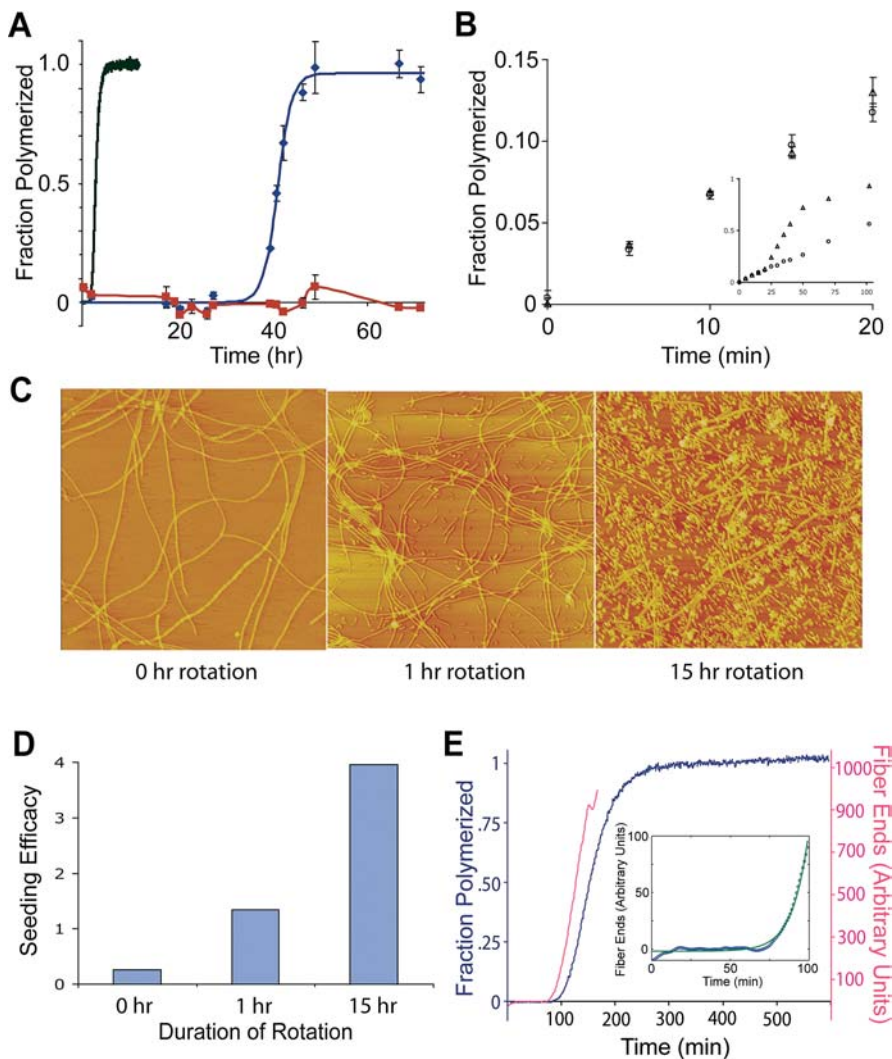 A
Fraction Polymerized
1.0
0.5
0
20
40
60
Time (hr)
B
Fraction Polymerized
0.15
0.10
0.05
0
0
10
20
Time (min)
1
0.5
0
0
25
50
75
100
C
0 hr rotation
1 hr rotation
15 hr rotation
D
Seeding Efficacy
4
3
2
1
0
0 hr
1 hr
15 hr
Duration of Rotation
E
Fraction Polymerized
1
.75
.50
.25
0
100
200
300
400
500
Time (min)
Fiber Ends (Arbitrary Units)
1000
900
700
500
300
100
Fiber Ends (Arbitrary Units)
100
50
0
0
50
100
Time (min)